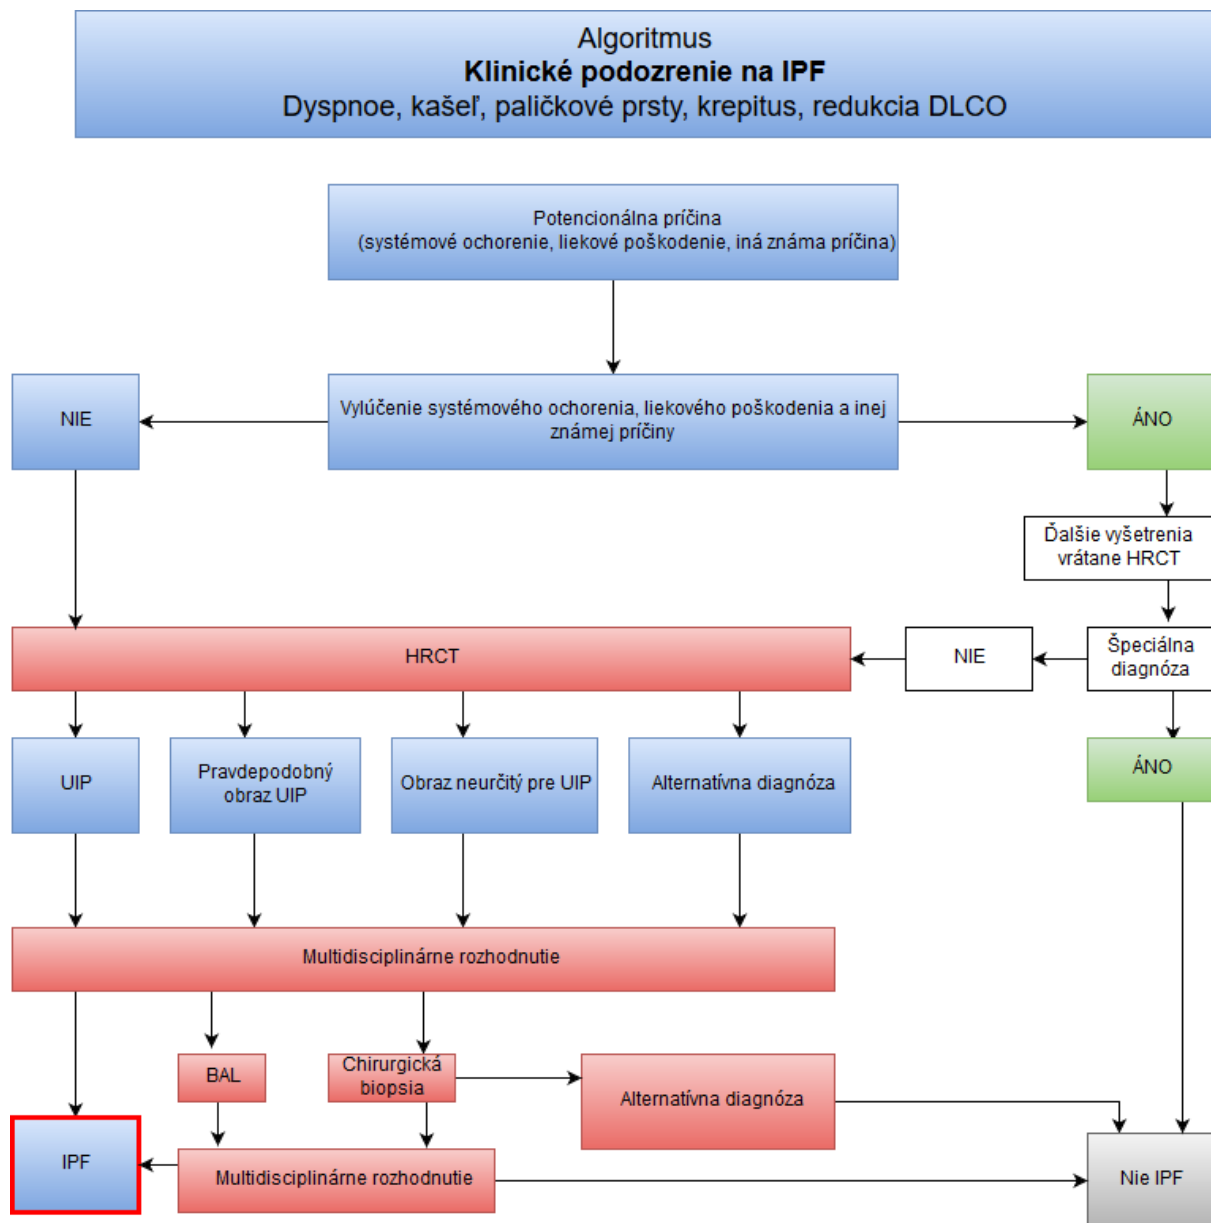 Algoritmus
Klinické podozrenie na IPF
Dyspnoe, kašeľ, paličkové prsty, krepitus, redukcia DLCO
Potencionálna príčina
(systémové ochorenie, liekové poškodenie, iná známa príčina)
NIE
Vylúčenie systémového ochorenia, liekového poškodenia a inej
známej príčiny
ÁNO
Ďalšie vyšetrenia
vrátane HRCT
HRCT
NIE
Špeciálna
diagnóza
UIP
Pravdepodobný
obraz UIP
Obraz neurčitý pre UIP
Alternatívna diagnóza
ÁNO
Multidisciplinárne rozhodnutie
BAL
Chirurgická
biopsia
Alternatívna diagnóza
IPF
Multidisciplinárne rozhodnutie
Nie IPF